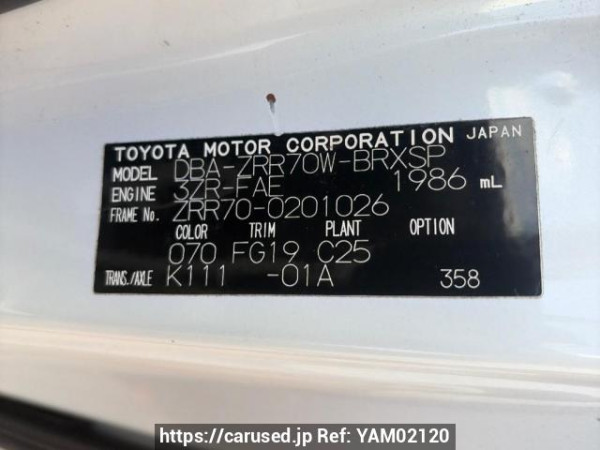 TOYOTA MOTOR CORPORATION JAPAN
MODEL DBA-ZRR70W-BRXSP
ENGINE 3ZR-FAE 1986 mL
FRAME No. ZRR70-0201026
COLOR TRIM PLANT OPTION
070 FG19 C25
TRANS./AXLE K111 -01A 358
https://carused.jp Ref: YAM02120